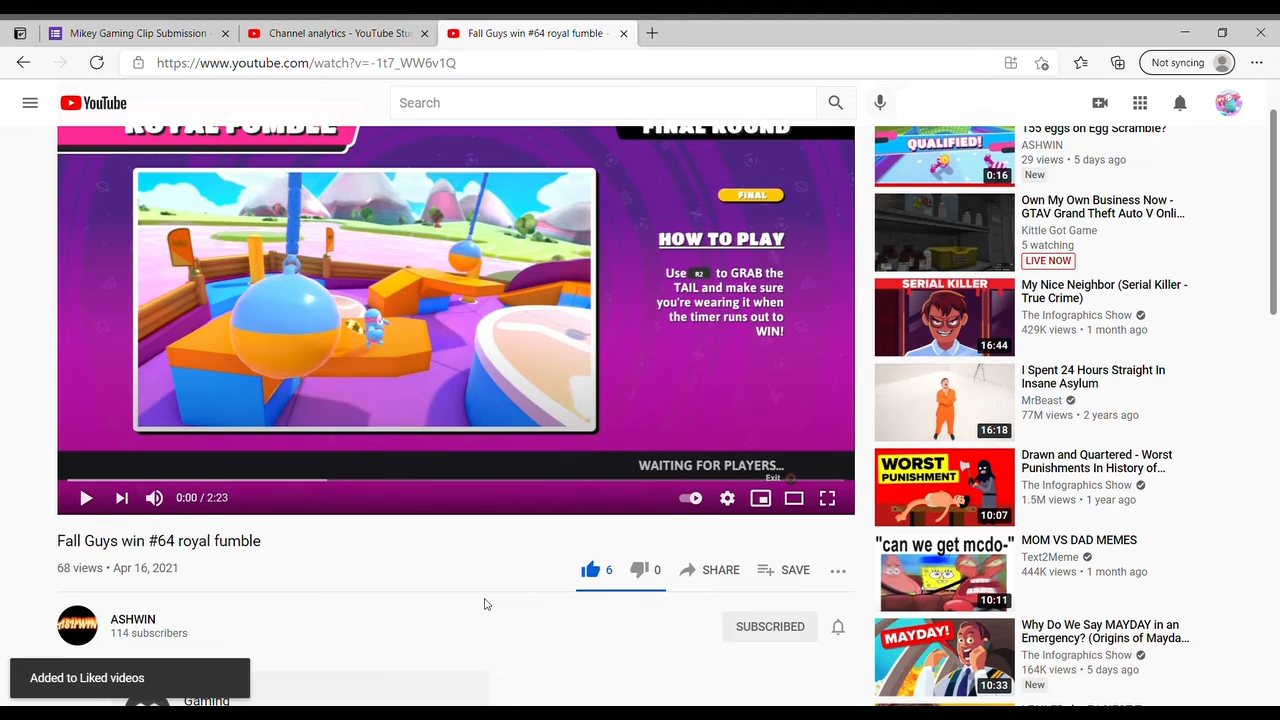 Mikey Gaming Clip Submission -
Channel analytics - YouTube Stu
Fall Guys win #64 royal fumble -
https://www.youtube.com/watch?v=-1t7_WW6v1Q
Not syncing
YouTube
Search
ROYAL FUMBLE
FINAL ROUND
FINAL
HOW TO PLAY
Use R2 to GRAB the
TAIL and make sure
you're wearing it when
the timer runs out to
WIN!
WAITING FOR PLAYERS...
Exit
0:00 / 2:23
Fall Guys win #64 royal fumble
68 views • Apr 16, 2021
6
0
SHARE
SAVE
ASHWIN
ASHWIN
114 subscribers
SUBSCRIBED
Added to Liked videos
Gaming
155 eggs on Egg Scramble?
ASHWIN
29 views • 5 days ago
New
QUALIFIED!
0:16
Own My Own Business Now -
GTAV Grand Theft Auto V Onli...
Kittle Got Game
5 watching
LIVE NOW
SERIAL KILLER
16:44
My Nice Neighbor (Serial Killer -
True Crime)
The Infographics Show
429K views • 1 month ago
16:18
I Spent 24 Hours Straight In
Insane Asylum
MrBeast
77M views • 2 years ago
WORST
PUNISHMENT
10:07
Drawn and Quartered - Worst
Punishments In History of...
The Infographics Show
1.5M views • 1 year ago
"can we get mcdo-"
10:11
MOM VS DAD MEMES
Text2Meme
444K views • 1 month ago
MAYDAY!
10:33
Why Do We Say MAYDAY in an
Emergency? (Origins of Mayda...
The Infographics Show
164K views • 5 days ago
New